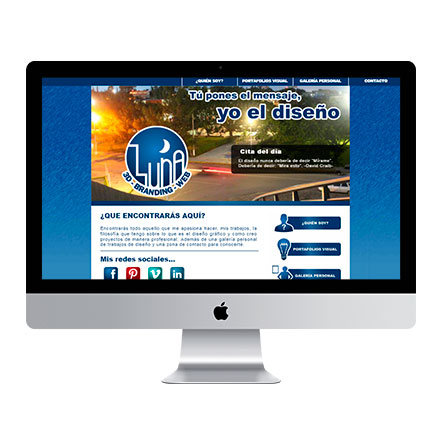 ¿QUIÉN SOY?
PORTAFOLIOS VISUAL
GALERÍA PERSONAL
CONTACTO
Tú pones el mensaje,
yo el diseño
LUNA
3D - BRANDING - WEB
Cita del día
El diseño nunca debería de decir "Mírame".
Debería de decir: "Mira esto". -David Craib-
¿QUE ENCONTRARÁS AQUÍ?
Encontrarás todo aquello que me apasiona hacer, mis trabajos, la
filosofía que tengo sobre lo que es el diseño gráfico y como creo
proyectos de manera profesional. Además de una galería personal
de trabajos de diseño y una zona de contacto para conocerte.
¿QUIÉN SOY?
PORTAFOLIOS VISUAL
GALERÍA PERSONAL
Mis redes sociales...